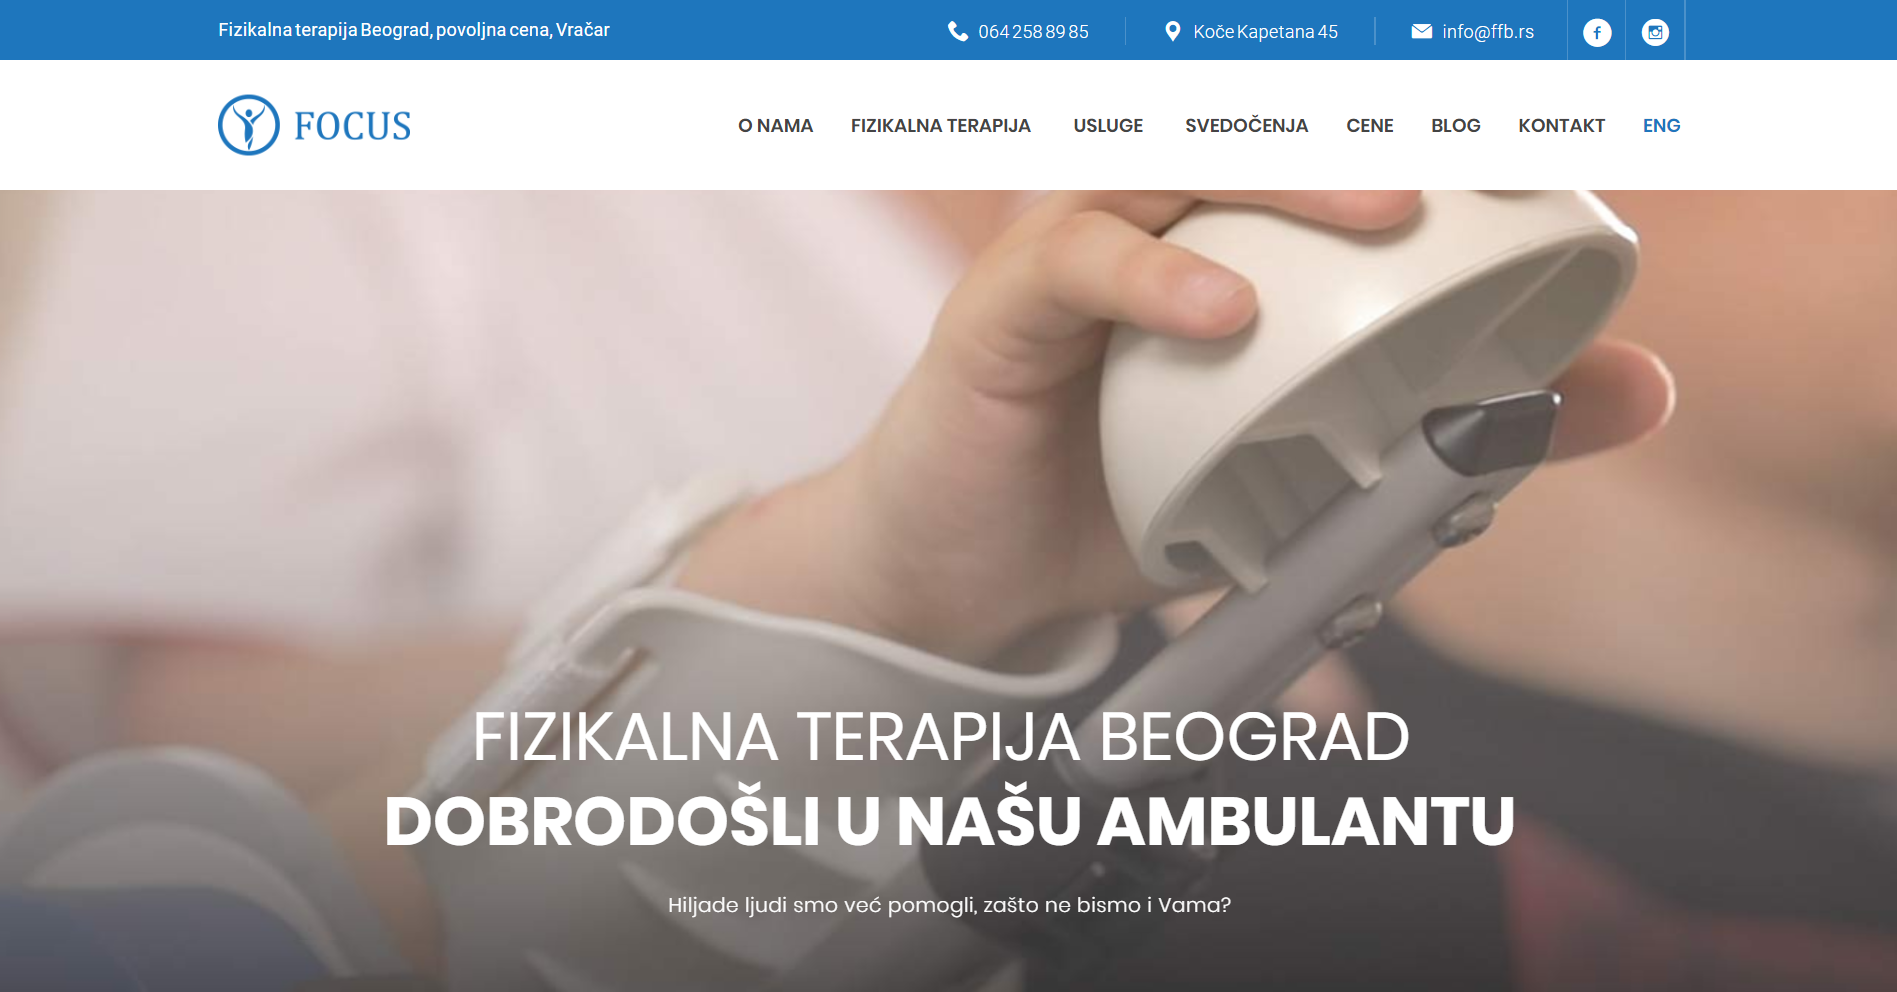 Fizikalna terapija Beograd, povoljna cena, Vračar
064 258 89 85
Koče Kapetana 45
info@ffb.rs
FOCUS
O NAMA
FIZIKALNA TERAPIJA
USLUGE
SVEDOČENJA
CENE
BLOG
KONTAKT
ENG
FIZIKALNA TERAPIJA BEOGRAD
DOBRODOŠLI U NAŠU AMBULANTU
Hiljade ljudi smo već pomogli, zašto ne bismo i Vama?